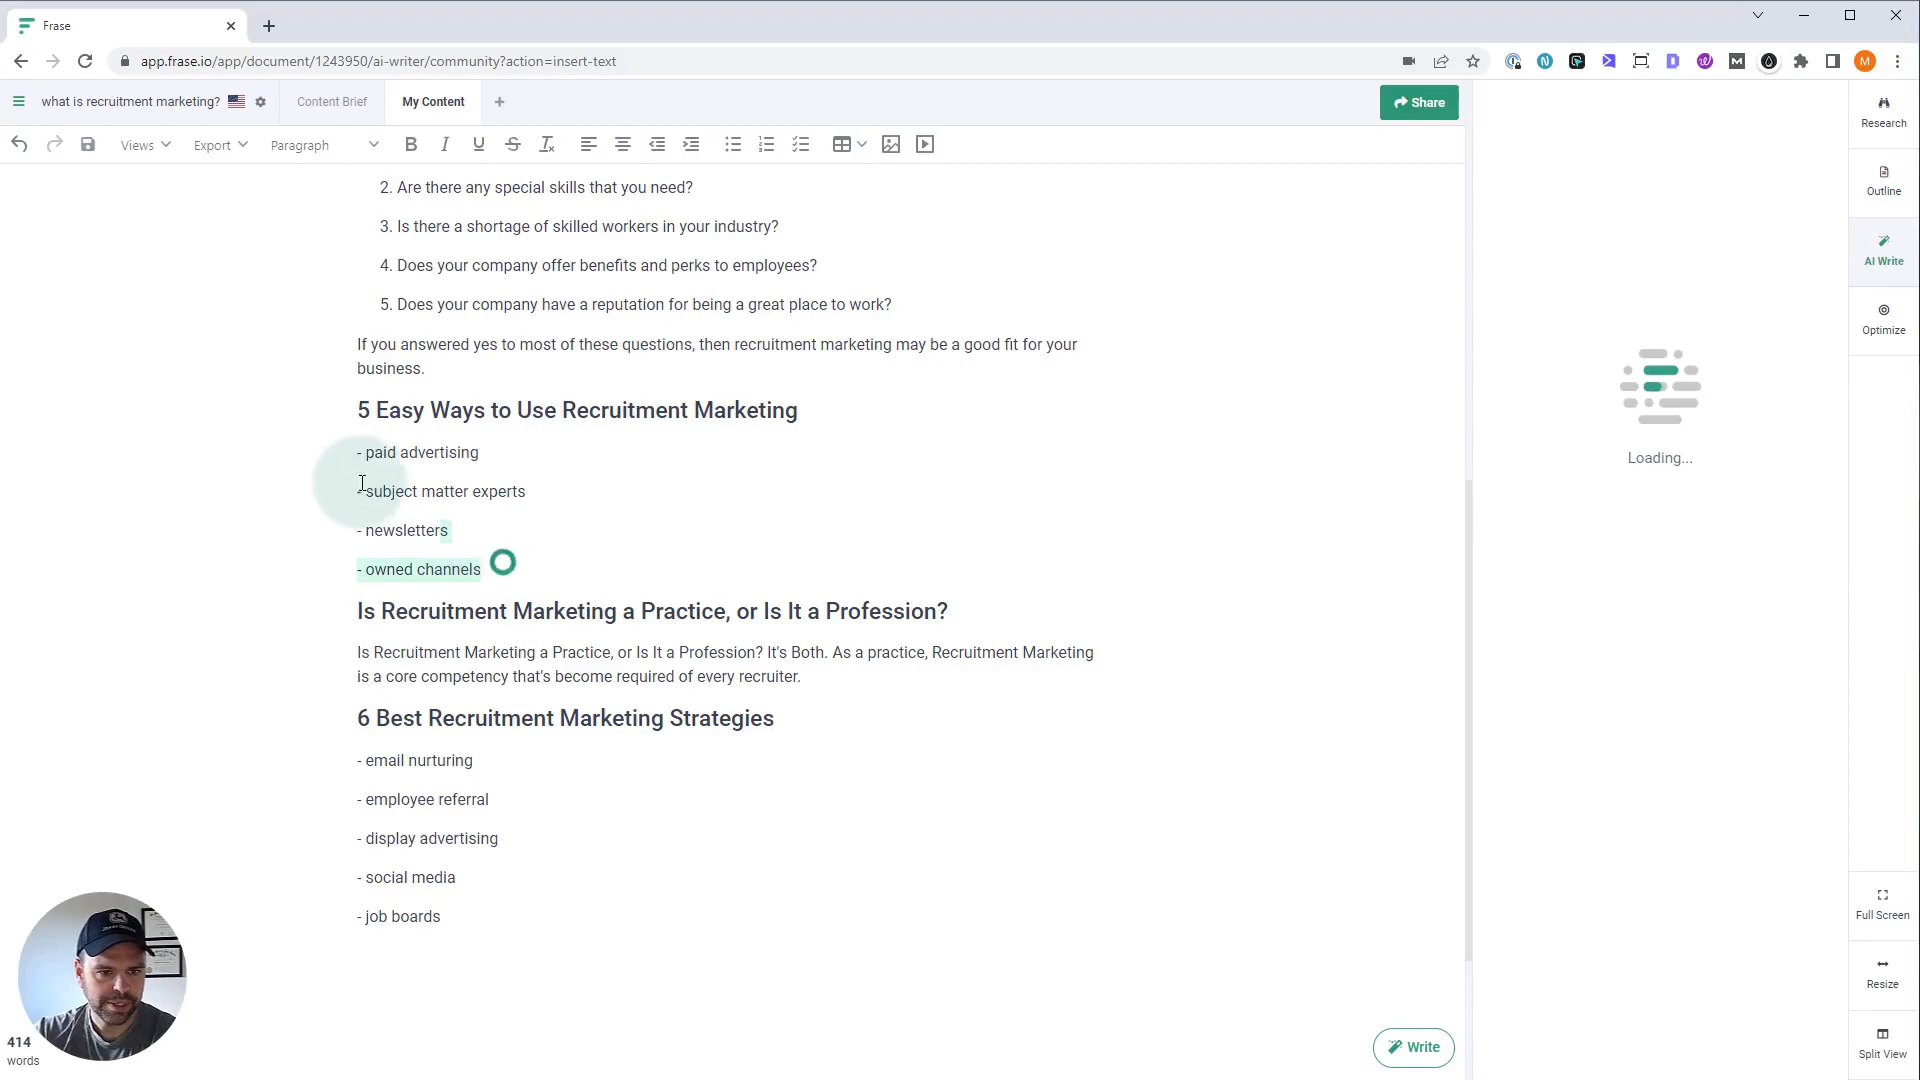 Frase
app.frase.io/app/document/1243950/ai-writer/community?action=insert-text
what is recruitment marketing?
Content Brief
My Content
Share
Views
Export
Paragraph
2. Are there any special skills that you need?
3. Is there a shortage of skilled workers in your industry?
4. Does your company offer benefits and perks to employees?
5. Does your company have a reputation for being a great place to work?
If you answered yes to most of these questions, then recruitment marketing may be a good fit for your
business.
5 Easy Ways to Use Recruitment Marketing
- paid advertising
- subject matter experts
- newsletters
- owned channels
Is Recruitment Marketing a Practice, or Is It a Profession?
Is Recruitment Marketing a Practice, or Is It a Profession? It's Both. As a practice, Recruitment Marketing
is a core competency that's become required of every recruiter.
6 Best Recruitment Marketing Strategies
- email nurturing
- employee referral
- display advertising
- social media
- job boards
414
words
Write
Loading...
Research
Outline
AI Write
Optimize
Full Screen
Resize
Split View